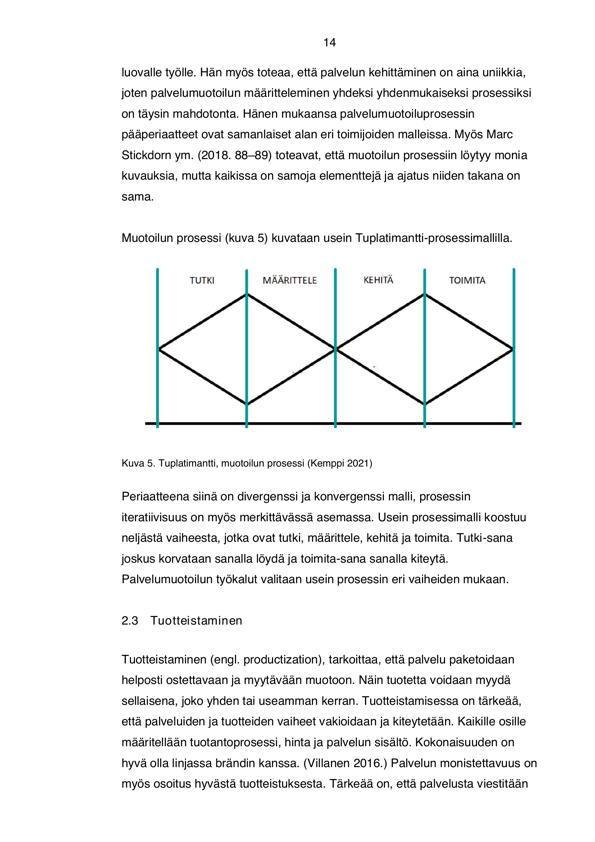 14
luovalle työlle. Hän myös toteaa, että palvelun kehittäminen on aina uniikkia,
joten palvelumuotoilun määritteleminen yhdeksi yhdenmukaiseksi prosessiksi
on täysin mahdotonta. Hänen mukaansa palvelumuotoiluprosessin
pääperiaatteet ovat samanlaiset alan eri toimijoiden malleissa. Myös Marc
Stickdorn ym. (2018. 88–89) toteavat, että muotoilun prosessiin löytyy monia
kuvauksia, mutta kaikissa on samoja elementtejä ja ajatus niiden takana on
sama.
Muotoilun prosessi (kuva 5) kuvataan usein Tuplatimantti-prosessimallilla.
TUTKI MÄÄRITTELE KEHITÄ TOIMITA
Kuva 5. Tuplatimantti, muotoilun prosessi (Kemppi 2021)
Periaatteena siinä on divergenssi ja konvergenssi malli, prosessin
iteratiivisuus on myös merkittävässä asemassa. Usein prosessimalli koostuu
neljästä vaiheesta, jotka ovat tutki, määrittele, kehitä ja toimita. Tutki-sana
joskus korvataan sanalla löydä ja toimita-sana sanalla kiteytä.
Palvelumuotoilun työkalut valitaan usein prosessin eri vaiheiden mukaan.
2.3 Tuotteistaminen
Tuotteistaminen (engl. productization), tarkoittaa, että palvelu paketoidaan
helposti ostettavaan ja myytävään muotoon. Näin tuotetta voidaan myydä
sellaisena, joko yhden tai useamman kerran. Tuotteistamisessa on tärkeää,
että palveluiden ja tuotteiden vaiheet vakioidaan ja kiteytetään. Kaikille osille
määritellään tuotantoprosessi, hinta ja palvelun sisältö. Kokonaisuuden on
hyvä olla linjassa brändin kanssa. (Villanen 2016.) Palvelun monistettavuus on
myös osoitus hyvästä tuotteistuksesta. Tärkeää on, että palvelusta viestitään